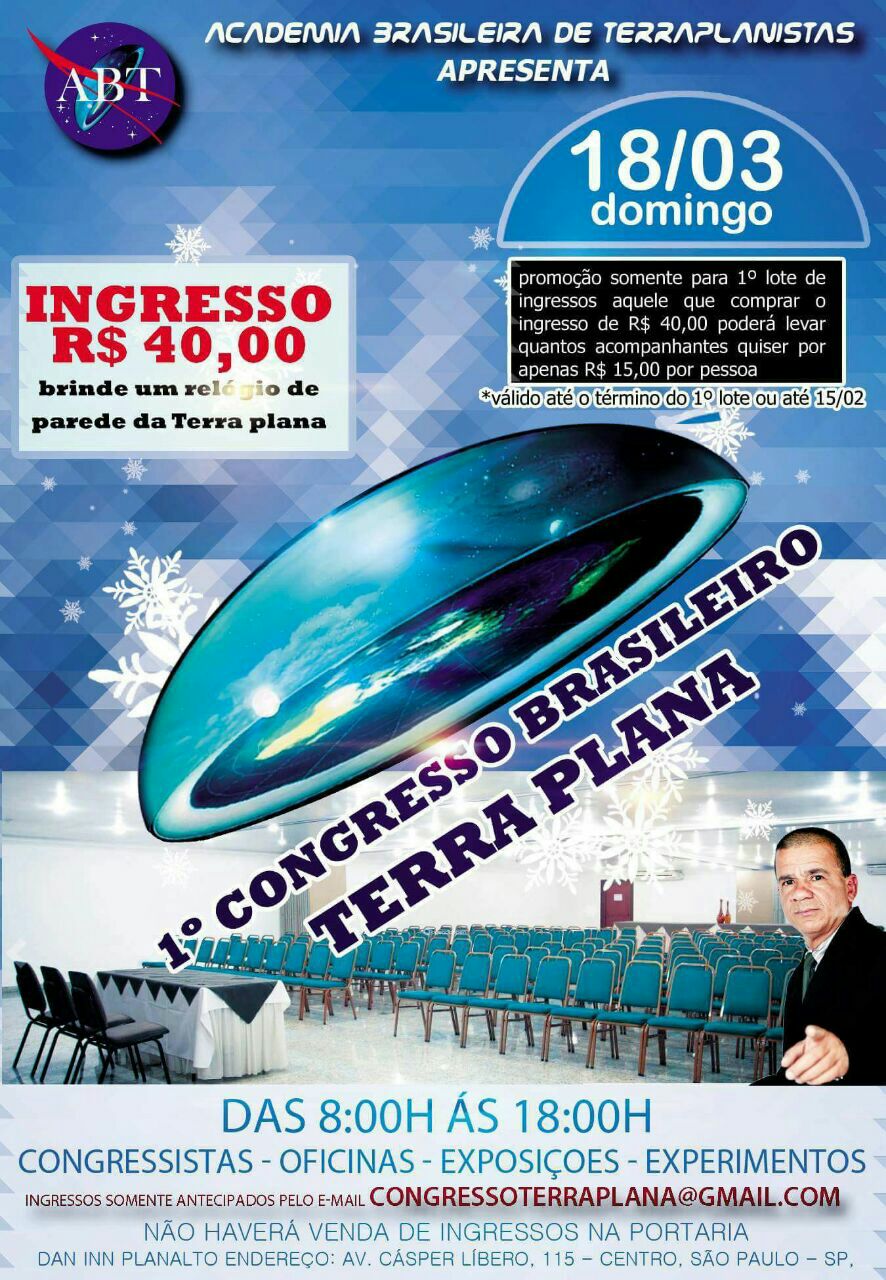 ABT
ACADEMIA BRASILEIRA DE TERRAPLANISTAS
APRESENTA
18/03
domingo
INGRESSO
R$ 40,00
brinde um relógio de
parede da Terra plana
promoção somente para 1º lote de
ingressos aquele que comprar o
ingresso de R$ 40,00 poderá levar
quantos acompanhantes quiser por
apenas R$ 15,00 por pessoa
*válido até o término do 1º lote ou até 15/02
1º CONGRESSO BRASILEIRO
TERRA PLANA
DAS 8:00H ÁS 18:00H
CONGRESSISTAS - OFICINAS - EXPOSIÇOES - EXPERIMENTOS
INGRESSOS SOMENTE ANTECIPADOS PELO E-MAIL CONGRESSOTERRAPLANA@GMAIL.COM
NÃO HAVERÁ VENDA DE INGRESSOS NA PORTARIA
DAN INN PLANALTO ENDEREÇO: AV. CÁSPER LÍBERO, 115 - CENTRO, SÃO PAULO - SP,